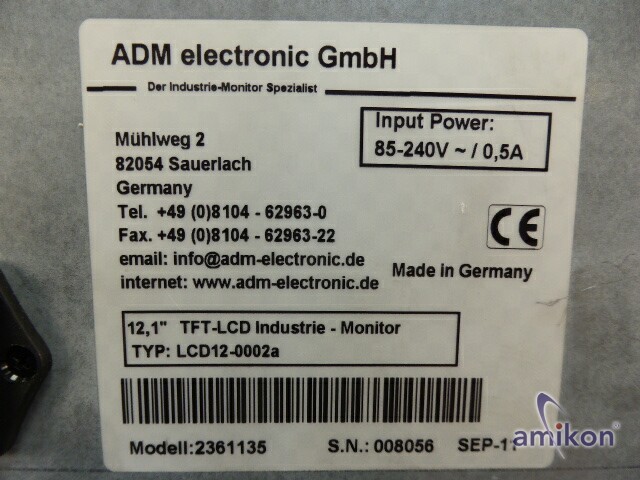 ADM electronic GmbH
Der Industrie-Monitor Spezialist
Input Power:
85-240V ~ / 0,5A
Mühlweg 2
82054 Sauerlach
Germany
Tel. +49 (0)8104 - 62963-0
Fax. +49 (0)8104 - 62963-22
email: info@adm-electronic.de
internet: www.adm-electronic.de
CE
Made in Germany
12,1" TFT-LCD Industrie - Monitor
TYP: LCD12-0002a
Modell:2361135 S.N.: 008056 SEP-11
amikon